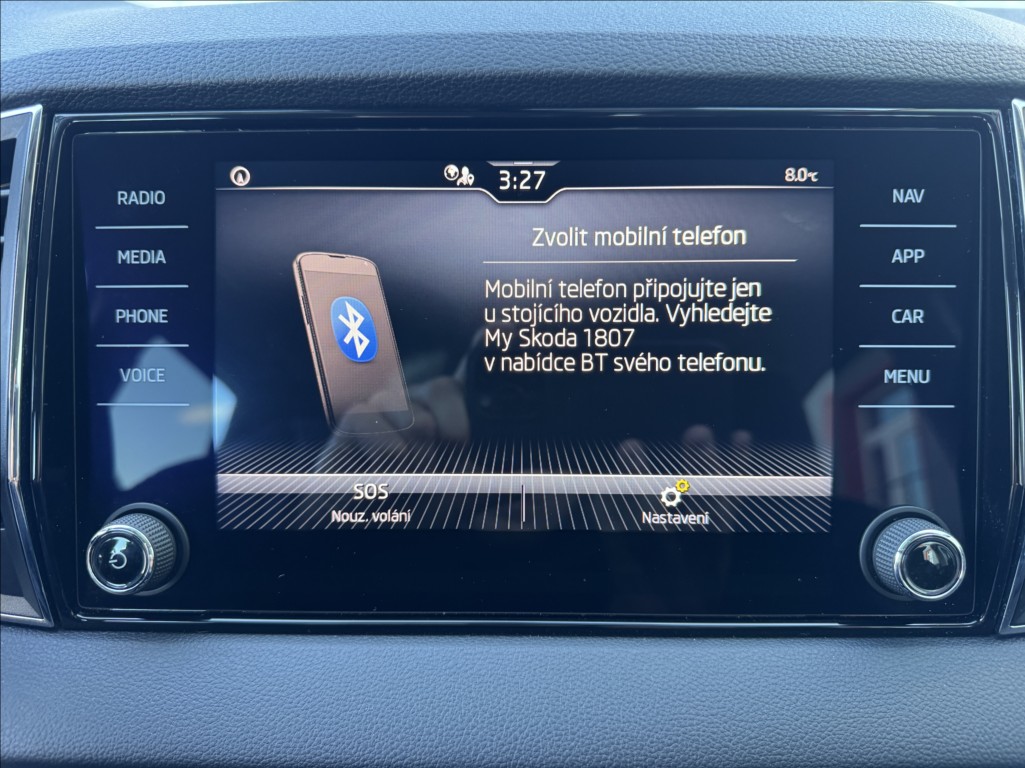 RADIO
MEDIA
PHONE
VOICE
3:27
8.0°C
Zvolit mobilní telefon
Mobilní telefon připojujte jen
u stojícího vozidla. Vyhledejte
My Skoda 1807
v nabídce BT svého telefonu.
SOS
Nouz. volání
Nastavení
NAV
APP
CAR
MENU